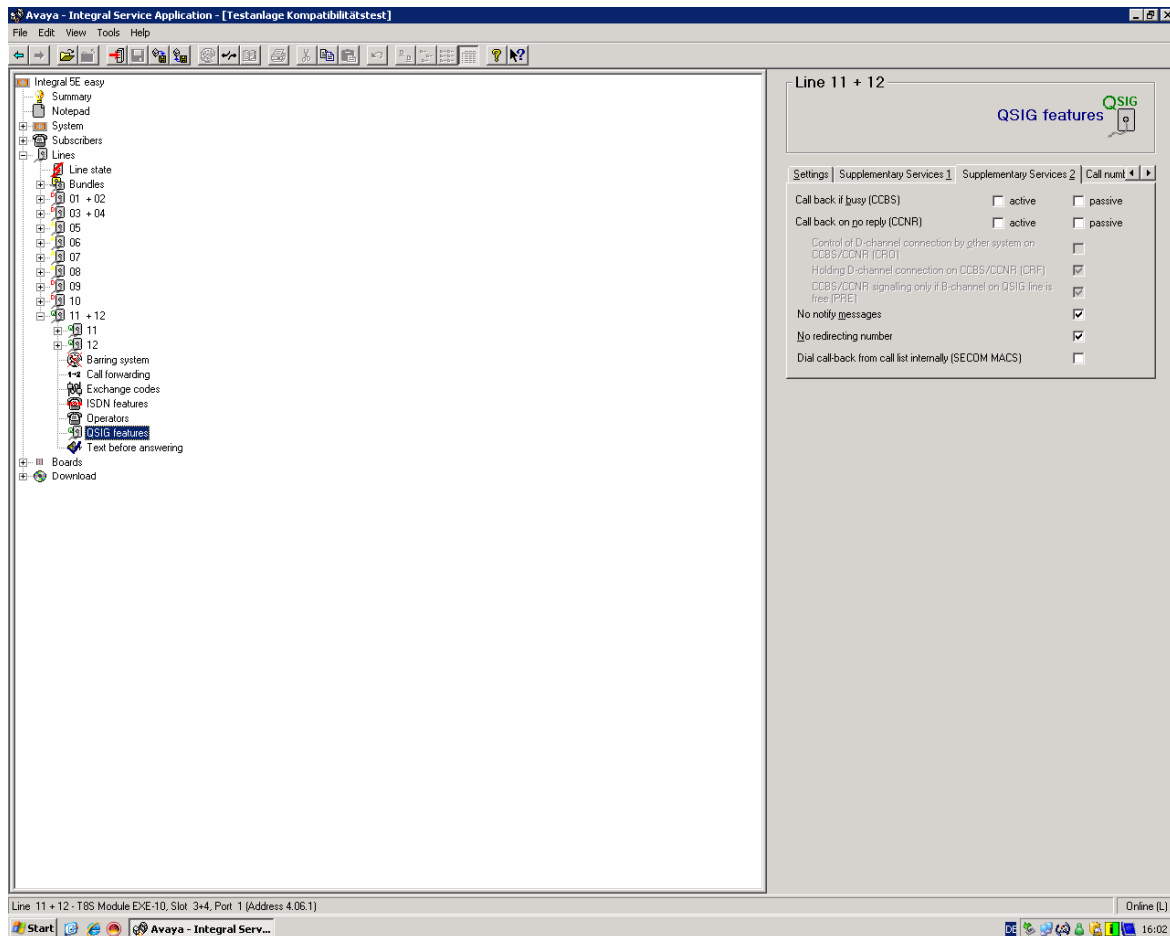 Avaya - Integral Service Application - [Testanlage Kompatibilitätstest]
File Edit View Tools Help
Integral 5E easy
Summary
Notepad
System
Subscribers
Lines
Line state
Bundles
01 + 02
03 + 04
05
06
07
08
09
10
11 + 12
11
12
Barring system
Call forwarding
Exchange codes
ISDN features
Operators
QSIG features
Text before answering
Boards
Download
Line 11 + 12
QSIG
QSIG features
Settings Supplementary Services 1 Supplementary Services 2 Call numb
Call back if busy (CCBS) active passive
Call back on no reply (CCNR) active passive
Control of D-channel connection by other system on
CCBS/CCNR (CRO)
Holding D-channel connection on CCBS/CCNR (CRF)
CCBS/CCNR signalling only if B-channel on QSIG line is
free (PRE)
No notify messages
No redirecting number
Dial call-back from call list internally (SECOM MACS)
Line 11 + 12 - T8S Module EXE-10, Slot 3+4, Port 1 (Address 4.06.1) Online (L)
Start Avaya - Integral Serv... DE 16:02